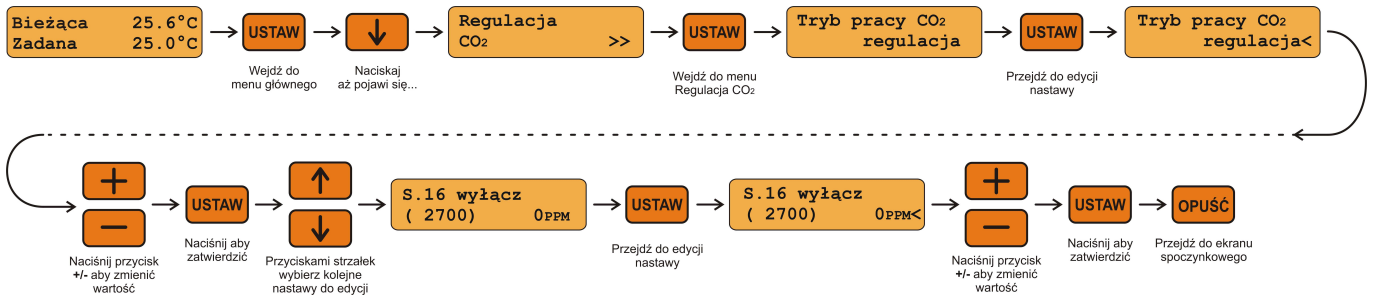 Bieżąca 25.6°C
Zadana 25.0°C
USTAW
Wejdź do
menu głównego
Naciskaj
aż pojawi się...
Regulacja
CO2 >>
USTAW
Wejdź do menu
Regulacja CO2
Tryb pracy CO2
regulacja
USTAW
Przejdź do edycji
nastawy
Tryb pracy CO2
regulacja<
Naciśnij przycisk
+/- aby zmienić
wartość
USTAW
Naciśnij aby
zatwierdzić
Przyciskami strzałek
wybierz kolejne
nastawy do edycji
S.16 wyłącz
( 2700) 0PPM
USTAW
Przejdź do edycji
nastawy
S.16 wyłącz
( 2700) 0PPM<
Naciśnij przycisk
+/- aby zmienić
wartość
USTAW
Naciśnij aby
zatwierdzić
OPUŚĆ
Przejdź do ekranu
spoczynkowego